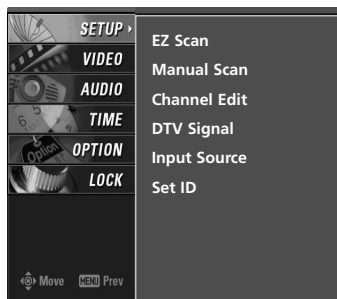 SETUP
VIDEO
AUDIO
TIME
OPTION
LOCK
Move MENU Prev
EZ Scan
Manual Scan
Channel Edit
DTV Signal
Input Source
Set ID